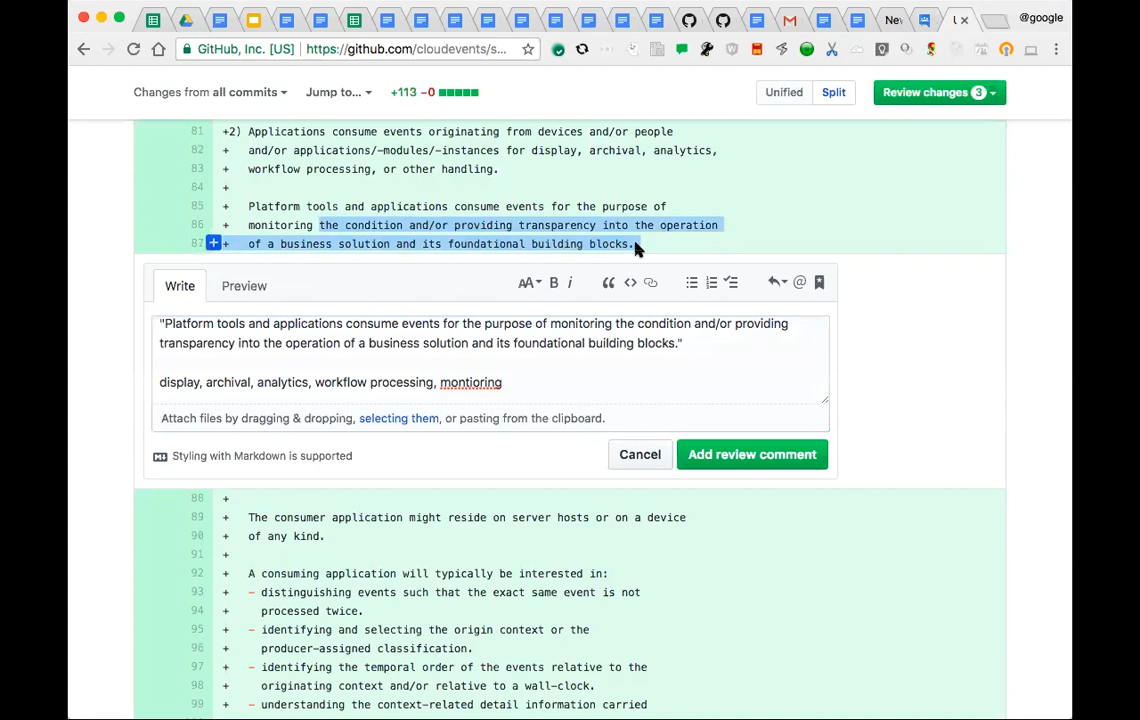 Nev
@google
GitHub, Inc. [US] https://github.com/cloudevents/s...
Changes from all commits Jump to... +113 −0 Unified Split Review changes 3
81 +2) Applications consume events originating from devices and/or people
82 + and/or applications/-modules/-instances for display, archival, analytics,
83 + workflow processing, or other handling.
84 +
85 + Platform tools and applications consume events for the purpose of
86 + monitoring the condition and/or providing transparency into the operation
87 + of a business solution and its foundational building blocks.
Write Preview
"Platform tools and applications consume events for the purpose of monitoring the condition and/or providing
transparency into the operation of a business solution and its foundational building blocks."
display, archival, analytics, workflow processing, montioring
Attach files by dragging & dropping, selecting them, or pasting from the clipboard.
Styling with Markdown is supported Cancel Add review comment
88 +
89 + The consumer application might reside on server hosts or on a device
90 + of any kind.
91 +
92 + A consuming application will typically be interested in:
93 + - distinguishing events such that the exact same event is not
94 + processed twice.
95 + - identifying and selecting the origin context or the
96 + producer-assigned classification.
97 + - identifying the temporal order of the events relative to the
98 + originating context and/or relative to a wall-clock.
99 + - understanding the context-related detail information carried